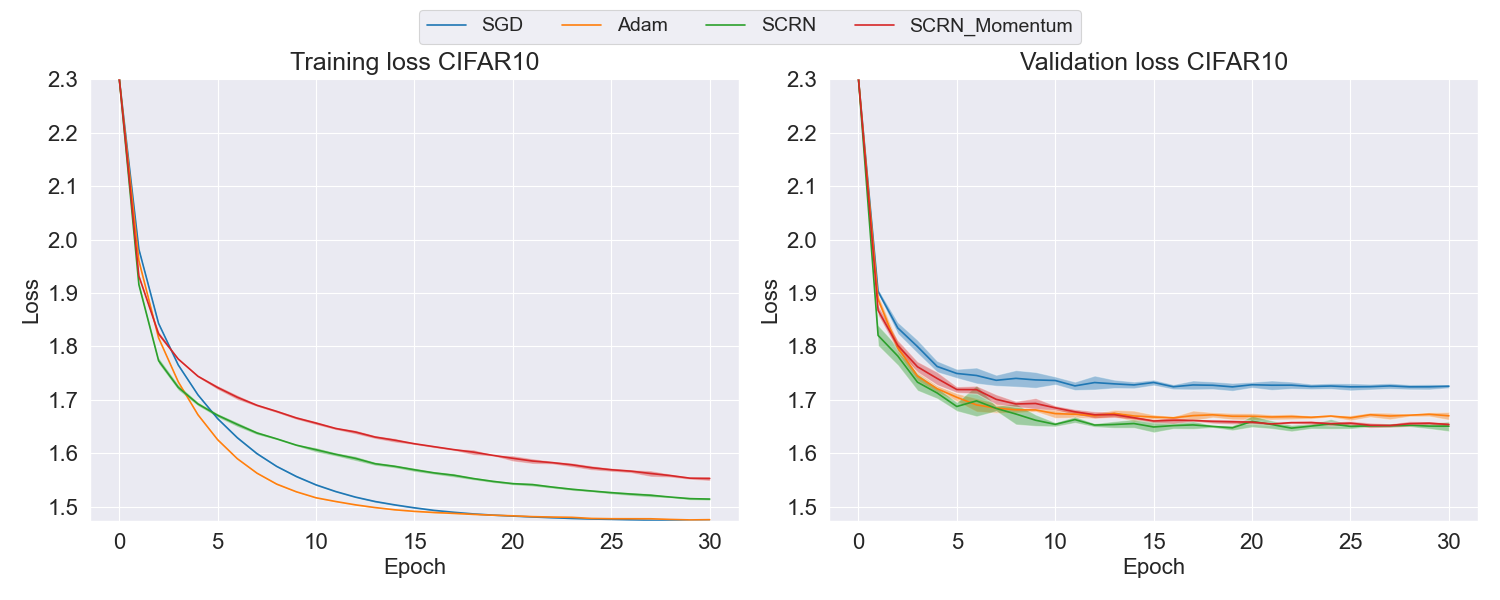 SGD Adam SCRN SCRN_Momentum
Training loss CIFAR10
2.3
2.2
2.1
2.0
1.9
1.8
1.7
1.6
1.5
Loss
0 5 10 15 20 25 30
Epoch
Validation loss CIFAR10
2.3
2.2
2.1
2.0
1.9
1.8
1.7
1.6
1.5
Loss
0 5 10 15 20 25 30
Epoch